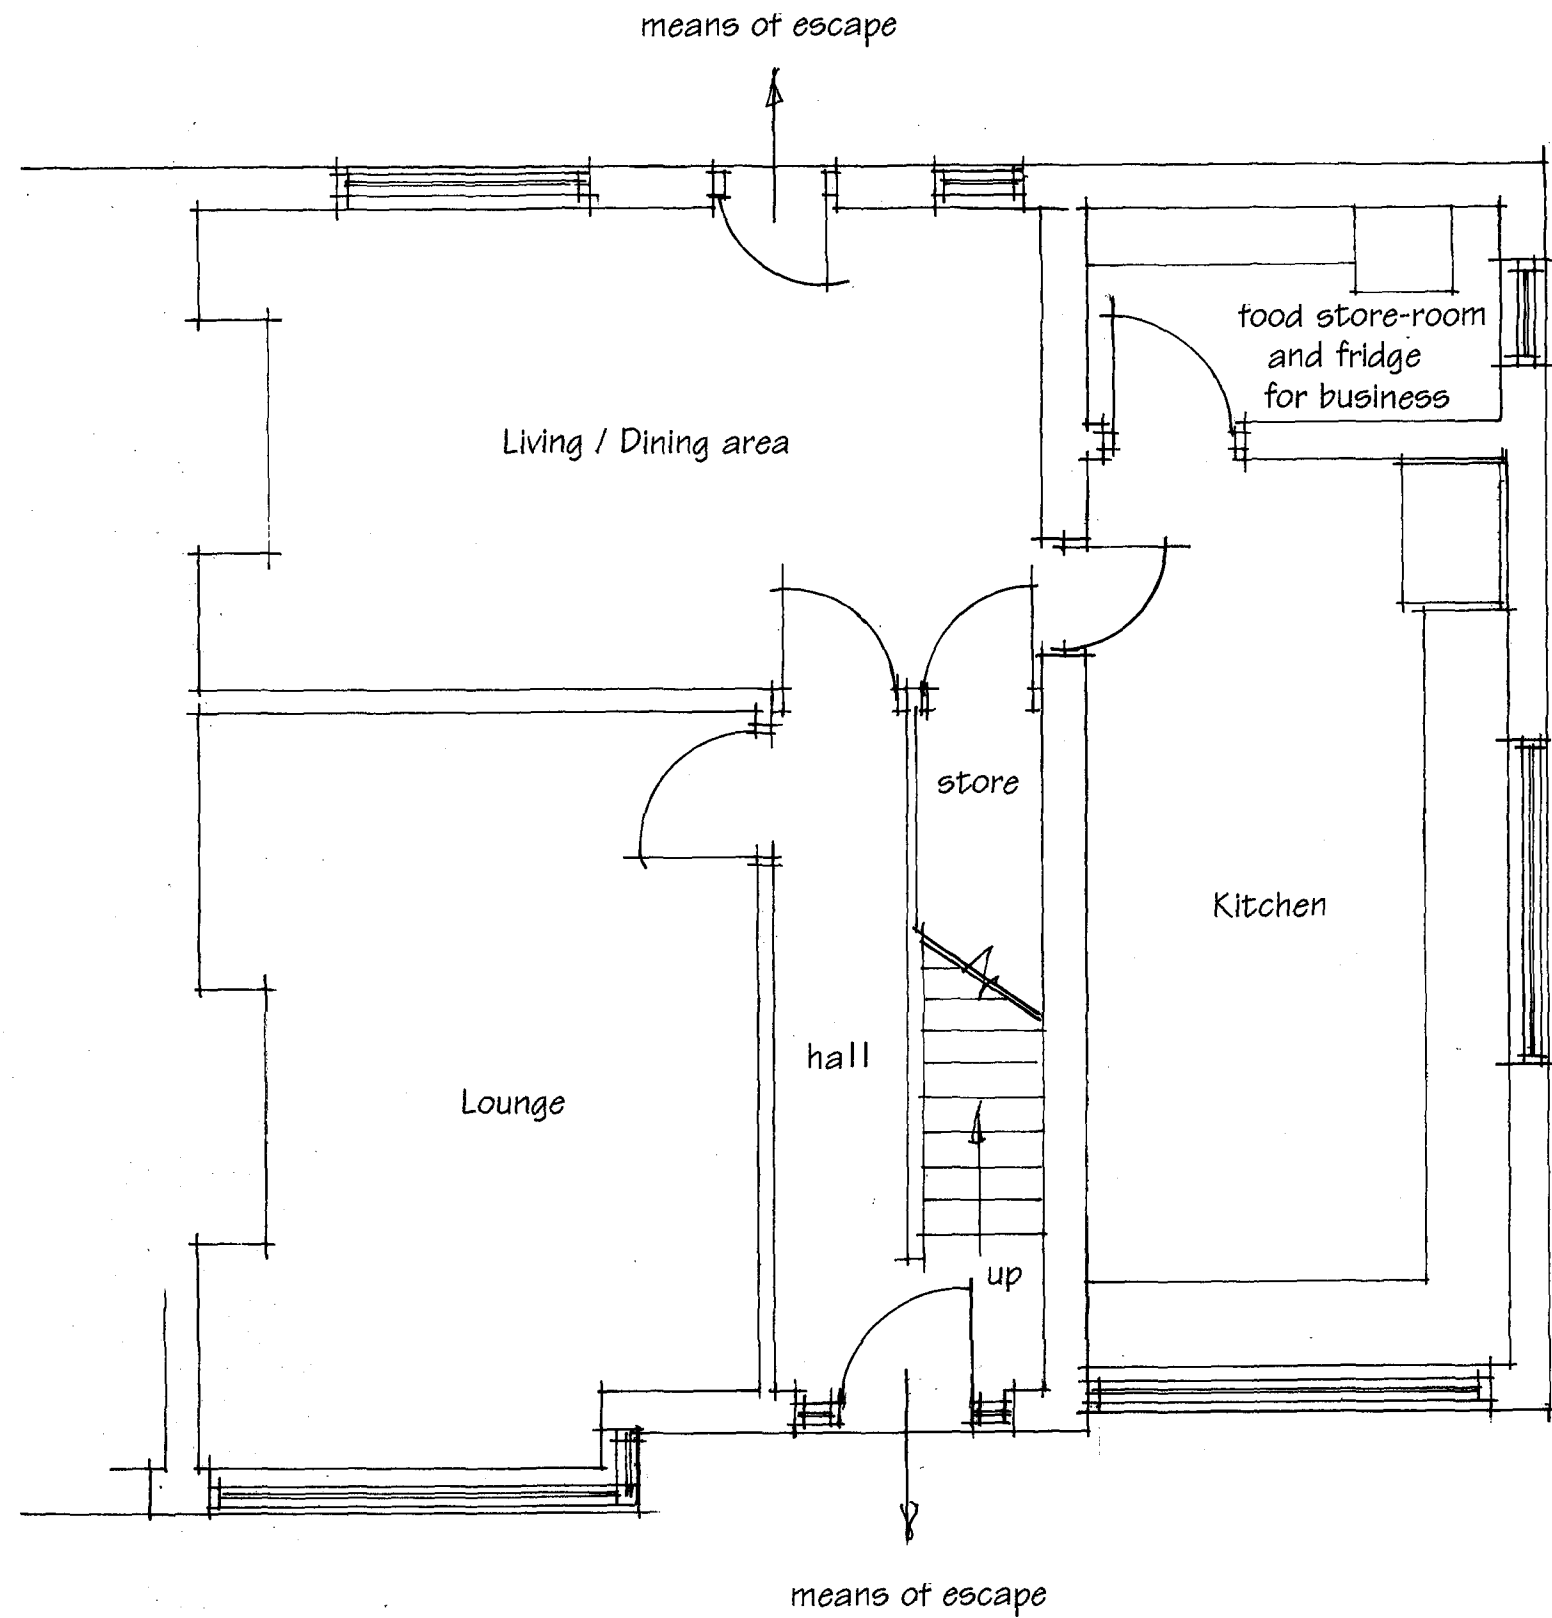 means of escape
food store-room
and fridge
for business
Living / Dining area
store
Kitchen
hall
Lounge
up
means of escape